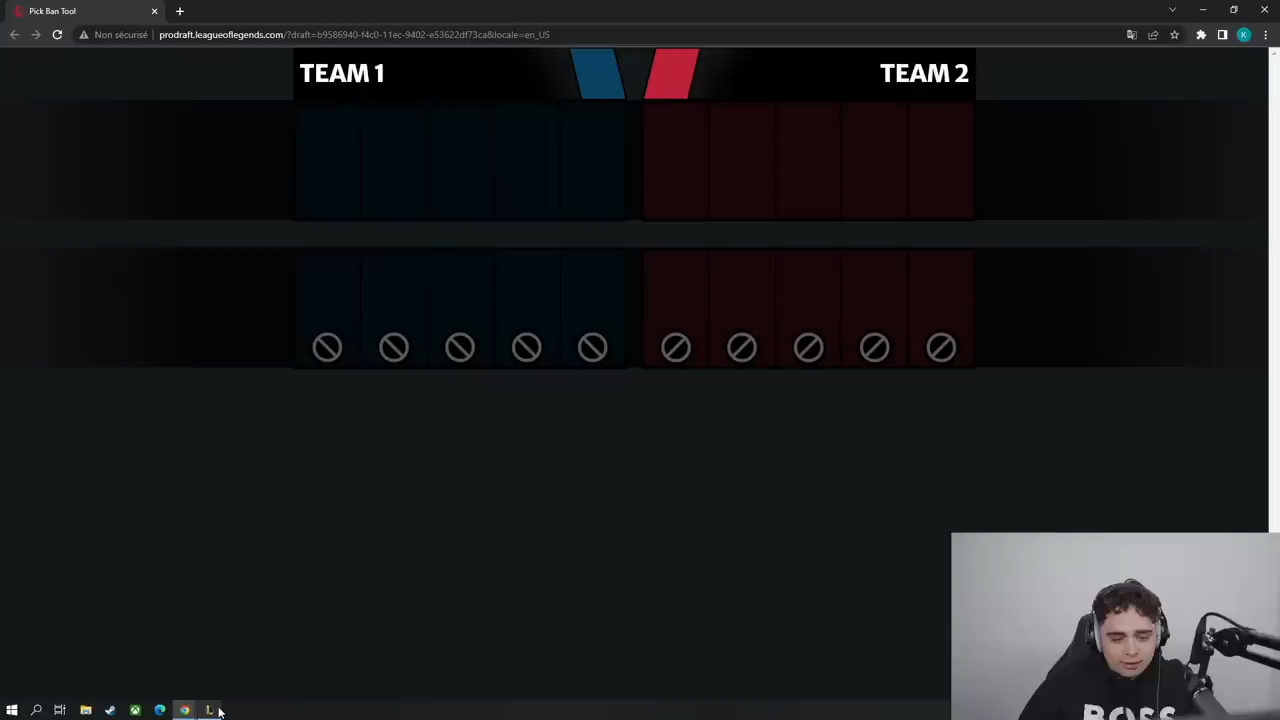 Pick Ban Tool
Non sécurisé
prodraft.leagueoflegends.com/?draft=b9586940-f4c0-11ec-9402-e53622df73ca&locale=en_US
K
TEAM 1
TEAM 2
BOSS